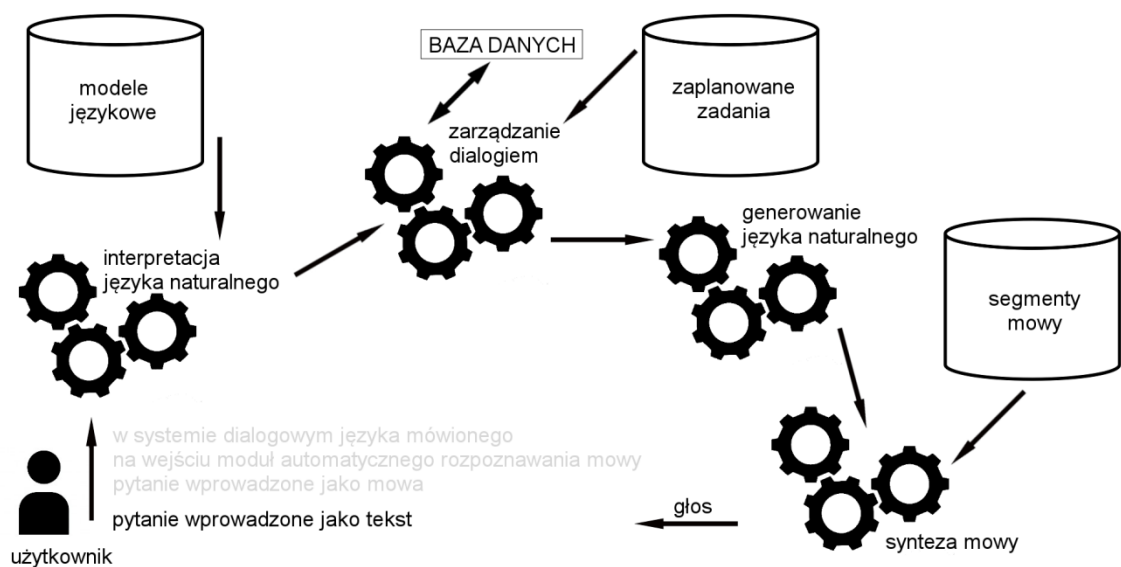 modele
językowe
BAZA DANYCH
zaplanowane
zadania
zarządzanie
dialogiem
interpretacja
języka naturalnego
generowanie
języka naturalnego
segmenty
mowy
w systemie dialogowym języka mówionego
na wejściu moduł automatycznego rozpoznawania mowy
pytanie wprowadzone jako mowa
pytanie wprowadzone jako tekst
użytkownik
głos
synteza mowy